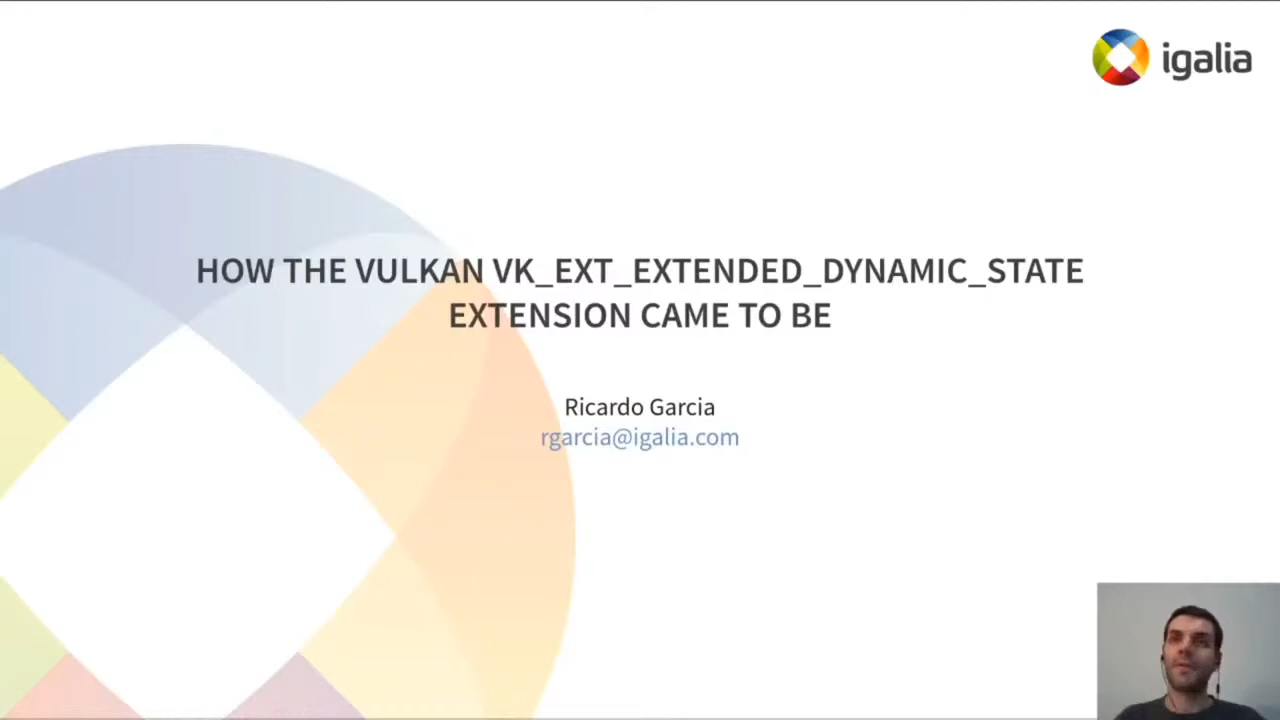 igalia
HOW THE VULKAN VK_EXT_EXTENDED_DYNAMIC_STATE
EXTENSION CAME TO BE
Ricardo Garcia
rgarcia@igalia.com